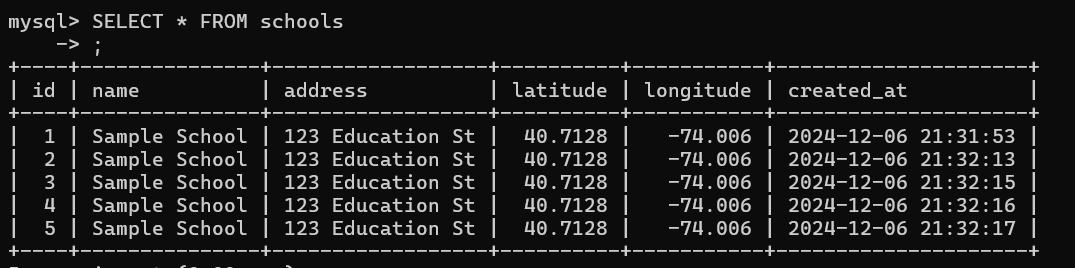 mysql> SELECT * FROM schools
    -> ;
+----+---------------+------------------+----------+-----------+---------------------+
| id | name          | address          | latitude | longitude | created_at          |
+----+---------------+------------------+----------+-----------+---------------------+
|  1 | Sample School | 123 Education St |  40.7128 |   -74.006 | 2024-12-06 21:31:53 |
|  2 | Sample School | 123 Education St |  40.7128 |   -74.006 | 2024-12-06 21:32:13 |
|  3 | Sample School | 123 Education St |  40.7128 |   -74.006 | 2024-12-06 21:32:15 |
|  4 | Sample School | 123 Education St |  40.7128 |   -74.006 | 2024-12-06 21:32:16 |
|  5 | Sample School | 123 Education St |  40.7128 |   -74.006 | 2024-12-06 21:32:17 |
+----+---------------+------------------+----------+-----------+---------------------+